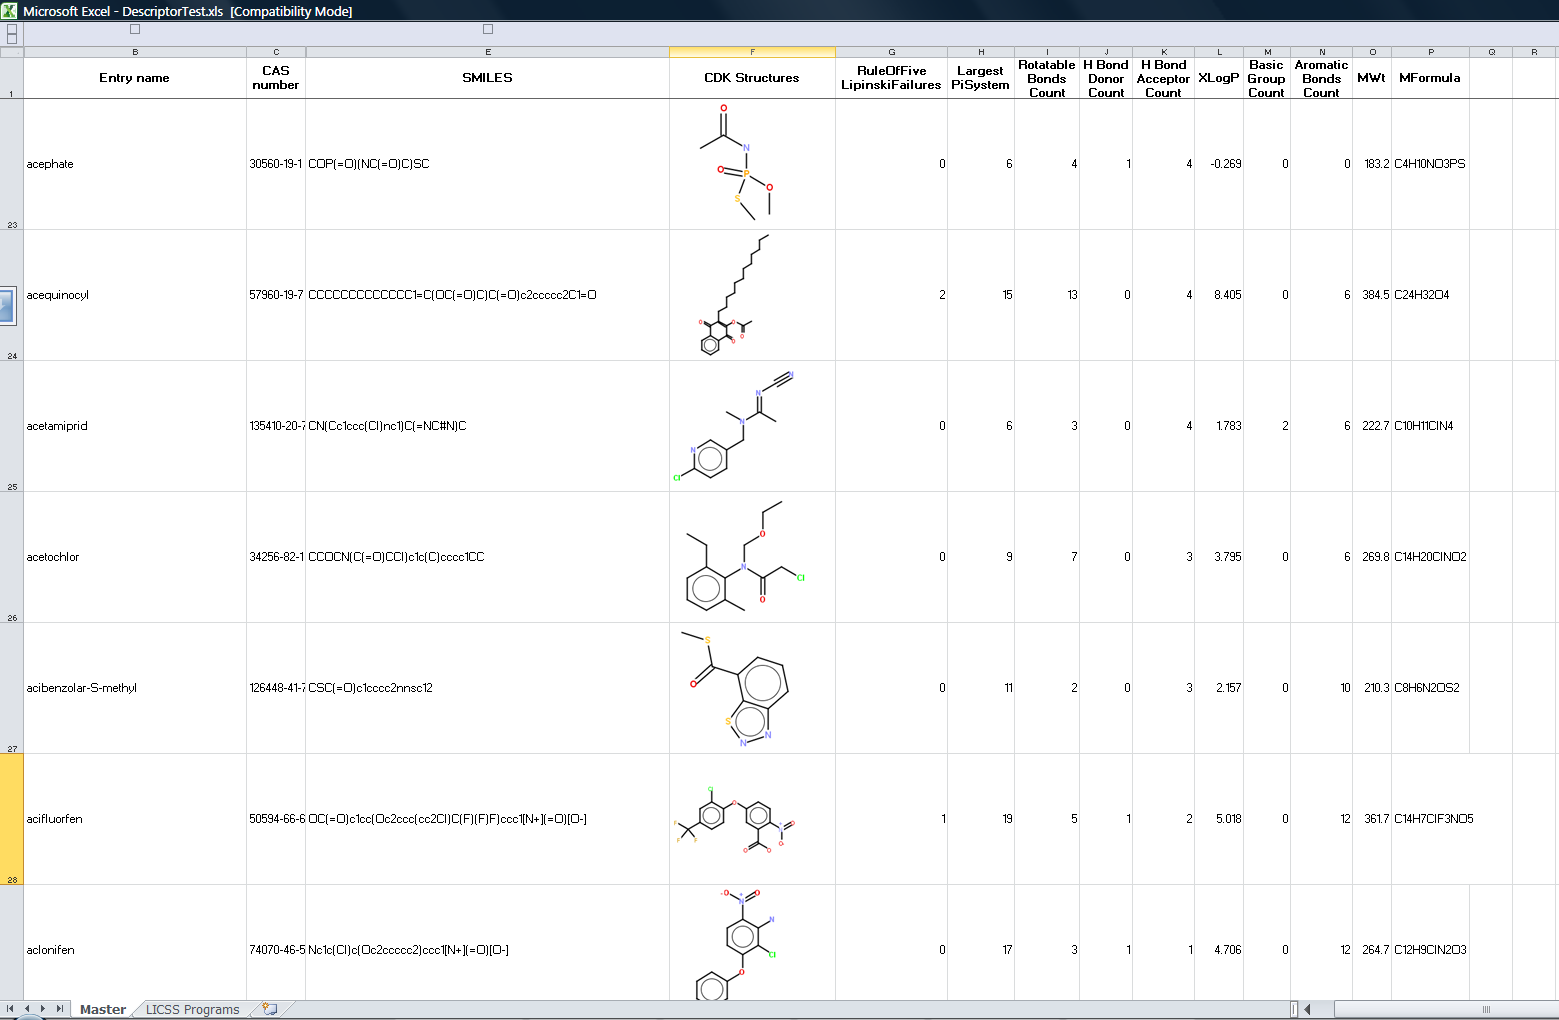 Microsoft Excel - DescriptorTest.xls [Compatibility Mode]
B C E F G H I J K L M N O P Q R
1 Entry name CAS number SMILES CDK Structures RuleOfFive LipinskiFailures Largest PiSystem Rotatable Bonds Count H Bond Donor Count H Bond Acceptor Count XLogP Basic Group Count Aromatic Bonds Count MWt MFormula
O N O P O S
23 acephate 30560-19-1 COP(=O)(NC(=O)C)SC 0 6 4 1 4 -0.269 0 0 183.2 C4H10NO3PS
O O O O
24 acequinocyl 57960-19-7 CCCCCCCCCCCCC1=C(OC(=O)C)C(=O)c2ccccc2C1=O 2 15 13 0 4 8.405 0 6 384.5 C24H32O4
N N N N Cl
25 acetamiprid 135410-20-7 CN(Cc1ccc(Cl)nc1)C(=NC#N)C 0 6 3 0 4 1.783 2 6 222.7 C10H11ClN4
O N Cl O
26 acetochlor 34256-82-1 CCOCN(C(=O)CCl)c1c(C)cccc1CC 0 9 7 0 3 3.795 0 6 269.8 C14H20ClNO2
S O S N N
27 acibenzolar-S-methyl 126448-41-7 CSC(=O)c1cccc2nnsc12 0 11 2 0 3 2.157 0 10 210.3 C8H6N2OS2
Cl O F F F N+ O O- O O
28 acifluorfen 50594-66-6 OC(=O)c1cc(Oc2ccc(cc2Cl)C(F)(F)F)ccc1[N+](=O)[O-] 1 19 5 1 2 5.018 0 12 361.7 C14H7ClF3NO5
-O N+ O N Cl O
aclonifen 74070-46-5 Nc1c(Cl)c(Oc2ccccc2)ccc1[N+](=O)[O-] 0 17 3 1 1 4.706 0 12 264.7 C12H9ClN2O3
Master LICSS Programs